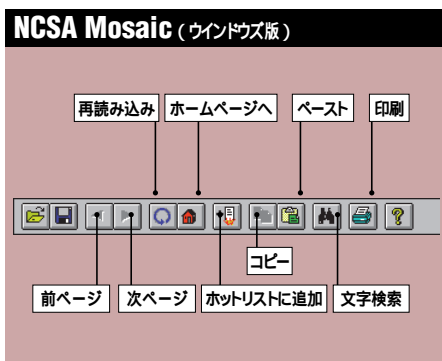 NCSA Mosaic ( ウインドウズ版 )
再読み込み ホームページへ ペースト 印刷
コピー
前ページ 次ページ ホットリストに追加 文字検索